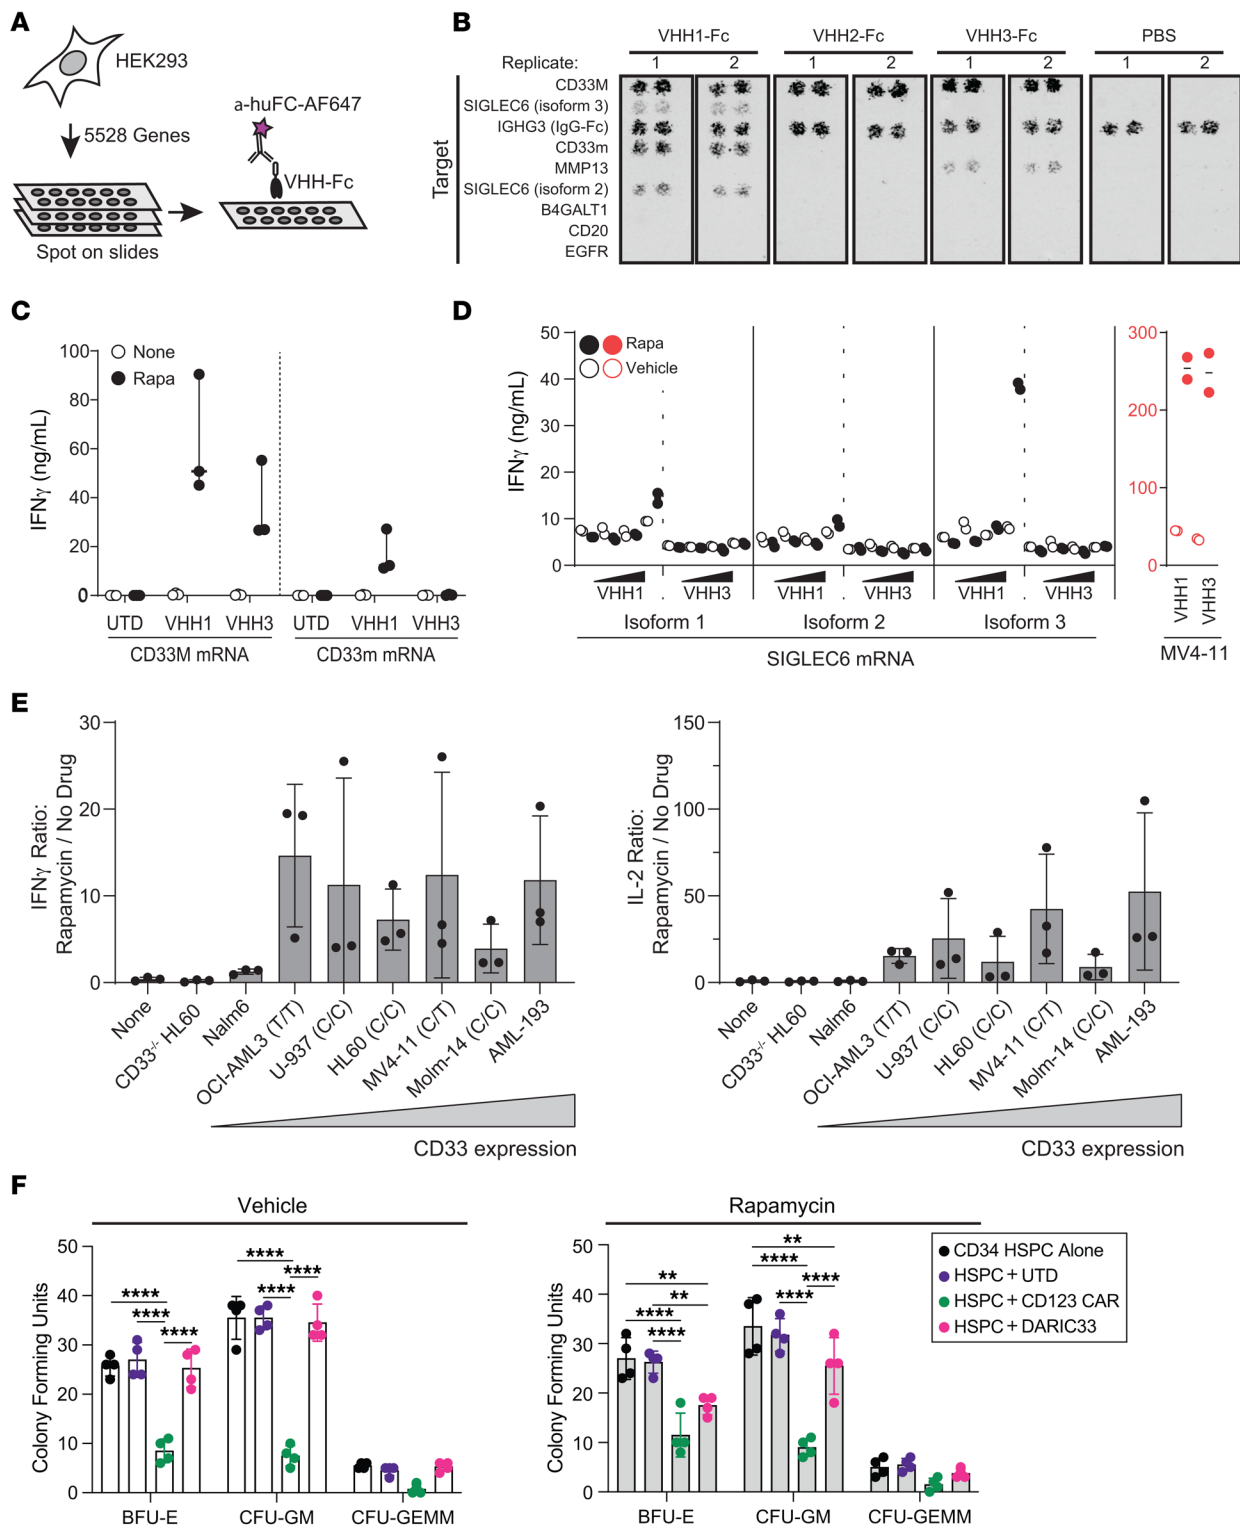 A
HEK293
a-huFC-AF647
5528 Genes
VHH-Fc
Spot on slides
B
VHH1-Fc VHH2-Fc VHH3-Fc PBS
Replicate: 1 2 1 2 1 2 1 2
Target
CD33M
SIGLEC6 (isoform 3)
IGHG3 (IgG-Fc)
CD33m
MMP13
SIGLEC6 (isoform 2)
B4GALT1
CD20
EGFR
C
IFNγ (ng/mL)
100
80
60
40
20
0
None
Rapa
UTD VHH1 VHH3 UTD VHH1 VHH3
CD33M mRNA CD33m mRNA
D
IFNγ (ng/mL)
50
40
30
20
10
0
Rapa
Vehicle
300
200
100
0
VHH1 VHH3 VHH1 VHH3 VHH1 VHH3
VHH1
VHH3
Isoform 1 Isoform 2 Isoform 3
SIGLEC6 mRNA
MV4-11
E
IFNγ Ratio:
Rapamycin / No Drug
30
20
10
0
None
CD33-/- HL60
Nalm6
OCI-AML3 (T/T)
U-937 (C/C)
HL60 (C/C)
MV4-11 (C/T)
Molm-14 (C/C)
AML-193
CD33 expression
IL-2 Ratio:
Rapamycin / No Drug
150
100
50
0
None
CD33-/- HL60
Nalm6
OCI-AML3 (T/T)
U-937 (C/C)
HL60 (C/C)
MV4-11 (C/T)
Molm-14 (C/C)
AML-193
CD33 expression
F
Vehicle
Colony Forming Units
50
40
30
20
10
0
****
****
****
****
****
****
BFU-E CFU-GM CFU-GEMM
Rapamycin
Colony Forming Units
50
40
30
20
10
0
**
**
****
****
**
****
****
****
BFU-E CFU-GM CFU-GEMM
CD34 HSPC Alone
HSPC + UTD
HSPC + CD123 CAR
HSPC + DARIC33